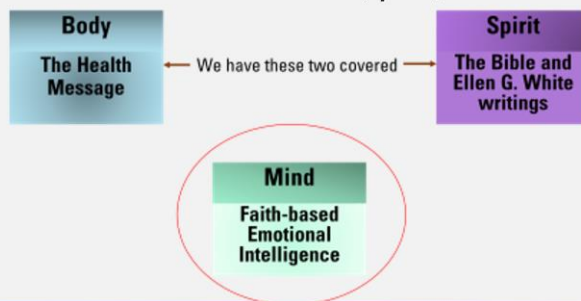 Body
The Health
Message
We have these two covered
Spirit
The Bible and
Ellen G. White
writings
Mind
Faith-based
Emotional
Intelligence